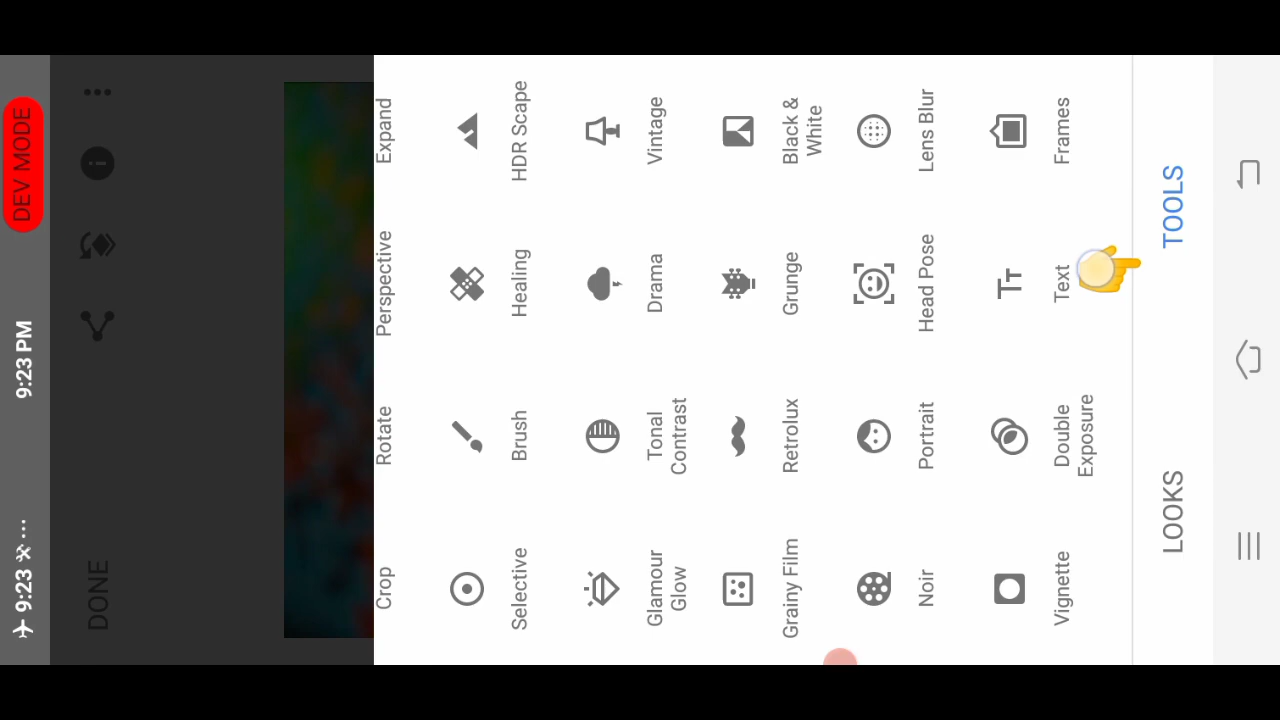 9:23 ...
9:23 PM
DEV MODE
DONE
Crop
Rotate
Perspective
Expand
Selective
Brush
Healing
HDR Scape
Glamour
Glow
Tonal
Contrast
Drama
Vintage
Grainy Film
Retrolux
Grunge
Black &
White
Noir
Portrait
Head Pose
Lens Blur
Vignette
Double
Exposure
Text
Frames
LOOKS
TOOLS